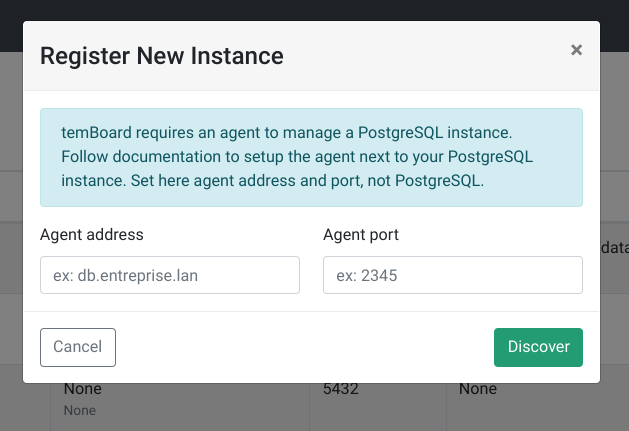 Register New Instance
×
temBoard requires an agent to manage a PostgreSQL instance.
Follow documentation to setup the agent next to your PostgreSQL
instance. Set here agent address and port, not PostgreSQL.
Agent address
Agent port
ex: db.entreprise.lan
ex: 2345
data
Cancel
Discover
None
5432
None
None